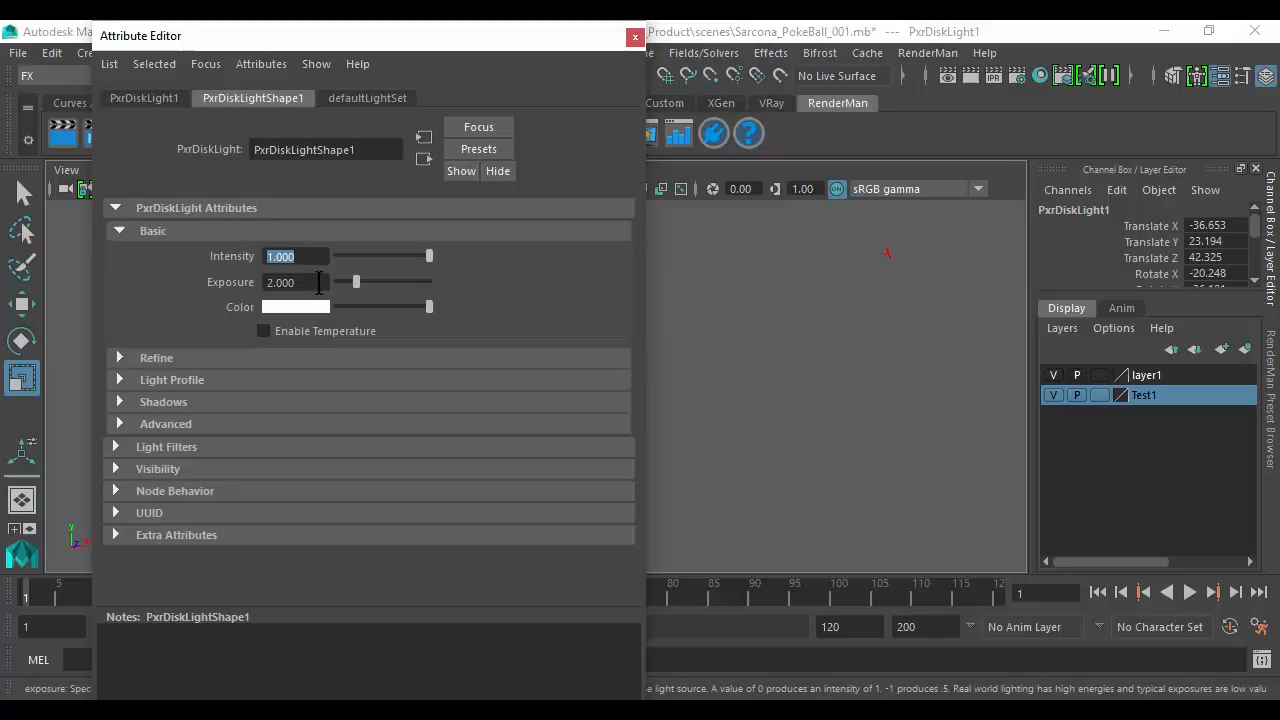 Autodesk Ma
Attribute Editor
x
_Product\scenes\Sarcona_PokeBall_001.mb* --- PxrDiskLight1
File Edit C
List Selected Focus Attributes Show Help
Fields/Solvers Effects Bifrost Cache RenderMan Help
FX
No Live Surface
Curves
PxrDiskLight1 PxrDiskLightShape1 defaultLightSet
Custom XGen VRay RenderMan
Focus
PxrDiskLight: PxrDiskLightShape1
Presets
Show Hide
View
IPR
0.00 1.00 ON sRGB gamma
Channel Box / Layer Editor
Channels Edit Object Show
PxrDiskLight1
Translate X -36.653
Translate Y 23.194
Translate Z 42.325
Rotate X -20.248
PxrDiskLight Attributes
Basic
Intensity 1.000
Exposure 2.000
Color
Enable Temperature
Refine
Light Profile
Shadows
Advanced
Light Filters
Visibility
Node Behavior
UUID
Extra Attributes
Display Anim
Layers Options Help
V P layer1
V P Test1
Channel Box / Layer Editor
RenderMan Preset Browser
y
z x
5 80 85 90 95 100 105 110 115 12
1
1
Notes: PxrDiskLightShape1
1
120 200 No Anim Layer No Character Set
MEL
exposure: Spec
e light source. A value of 0 produces an intensity of 1, -1 produces .5. Real world lighting has high energies and typical exposures are low valu